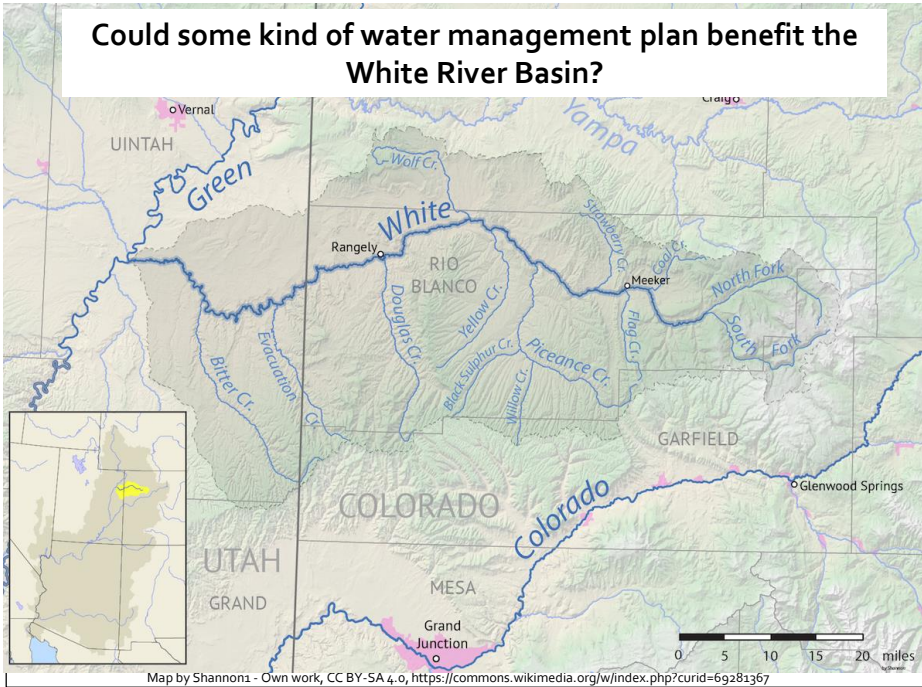 Could some kind of water management plan benefit the
White River Basin?
Vernal
Craig
UINTAH
Yampa
Green
Wolf Cr.
White
Strawberry Cr.
Coal Cr.
Rangely
RIO
BLANCO
Meeker
North Fork
South
Fork
Douglas Cr.
Yellow Cr.
Flag Cr.
Bitter Cr.
Evacuation
Cr.
Black Sulphur Cr.
Piceance Cr.
Willow Cr.
GARFIELD
COLORADO
Colorado
Glenwood Springs
UTAH
GRAND
MESA
Grand
Junction
0 5 10 15 20 miles
by Shannon
Map by Shannon1 - Own work, CC BY-SA 4.0, https://commons.wikimedia.org/w/index.php?curid=69281367